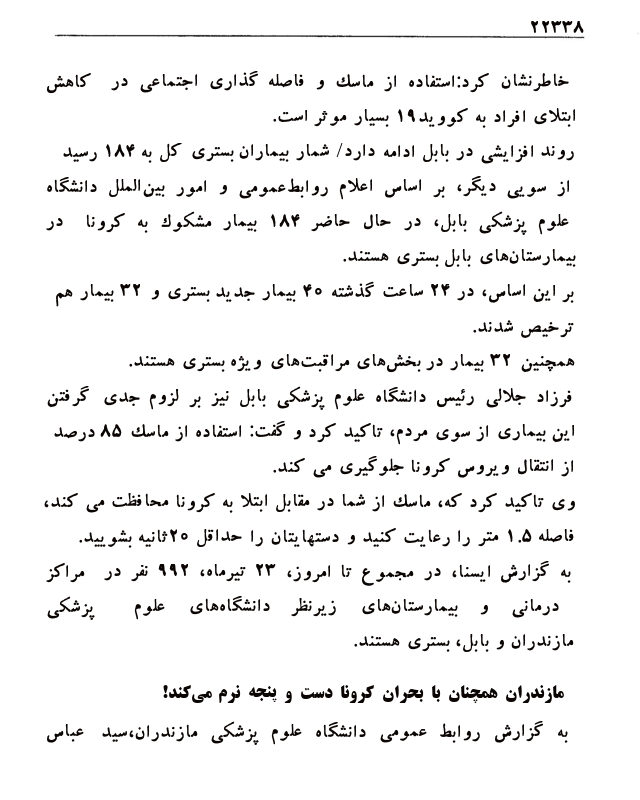 ۲۲۳۳۸
خاطرنشان کرد:استفاده از ماسک و فاصله گذاری اجتماعی در کاهش
ابتلای افراد به کووید۱۹ بسیار موثر است.
روند افزایشی در بابل ادامه دارد/ شمار بیماران بستری کل به ۱۸۴ رسید
از سویی دیگر، بر اساس اعلام روابط‌عمومی و امور بین‌الملل دانشگاه
علوم پزشکی بابل، در حال حاضر ۱۸۴ بیمار مشکوک به کرونا در
بیمارستان‌های بابل بستری هستند.
بر این اساس، در ۲۴ ساعت گذشته ۴۰ بیمار جدید بستری و ۳۲ بیمار هم
ترخیص شدند.
همچنین ۳۲ بیمار در بخش‌های مراقبت‌های ویژه بستری هستند.
فرزاد جلالی رئیس دانشگاه علوم پزشکی بابل نیز بر لزوم جدی گرفتن
این بیماری از سوی مردم، تاکید کرد و گفت: استفاده از ماسک ۸۵ درصد
از انتقال ویروس کرونا جلوگیری می کند.
وی تاکید کرد که، ماسک از شما در مقابل ابتلا به کرونا محافظت می کند،
فاصله ۱.۵ متر را رعایت کنید و دستهایتان را حداقل ۲۰ثانیه بشویید.
به گزارش ایسنا، در مجموع تا امروز، ۲۳ تیرماه، ۹۹۲ نفر در مراکز
درمانی و بیمارستان‌های زیرنظر دانشگاه‌های علوم پزشکی
مازندران و بابل، بستری هستند.
مازندران همچنان با بحران کرونا دست و پنجه نرم می‌کند!
به گزارش روابط عمومی دانشگاه علوم پزشکی مازندران،سید عباس